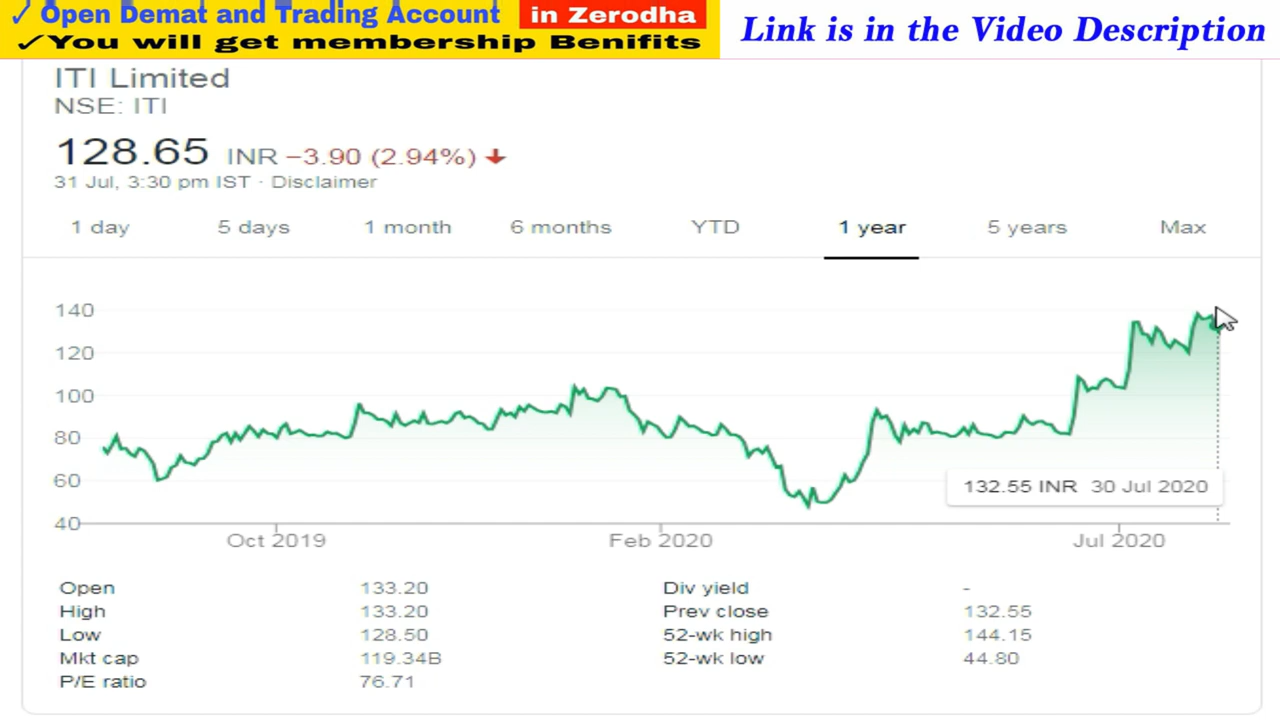 ✓ Open Demat and Trading Account in Zerodha
✓You will get membership Benifits
Link is in the Video Description
ITI Limited
NSE: ITI
128.65 INR −3.90 (2.94%) ↓
31 Jul, 3:30 pm IST · Disclaimer
1 day 5 days 1 month 6 months YTD 1 year 5 years Max
140
120
100
80
60
40
132.55 INR 30 Jul 2020
Oct 2019 Feb 2020 Jul 2020
Open 133.20 Div yield -
High 133.20 Prev close 132.55
Low 128.50 52-wk high 144.15
Mkt cap 119.34B 52-wk low 44.80
P/E ratio 76.71